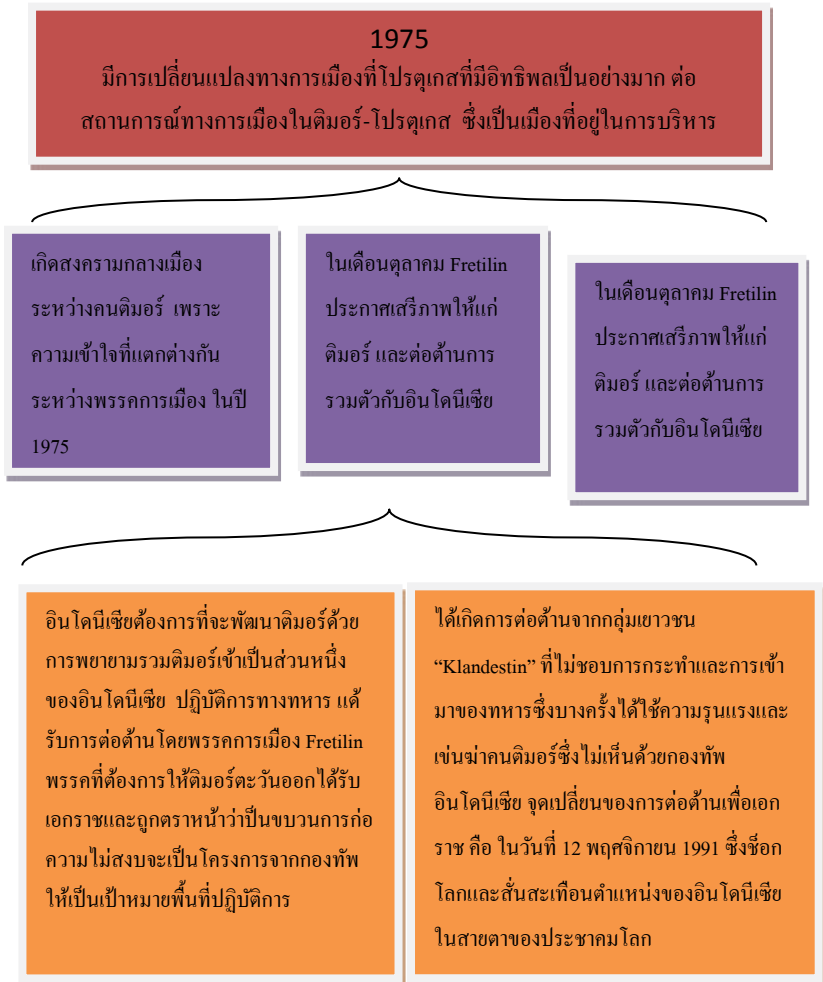 1975
มีการเปลี่ยนแปลงทางการเมืองที่โปรตุเกสที่มีอิทธิพลเป็นอย่างมาก ต่อ
สถานการณ์ทางการเมืองในติมอร์-โปรตุเกส ซึ่งเป็นเมืองที่อยู่ในการบริหาร
เกิดสงครามกลางเมือง
ระหว่างคนติมอร์ เพราะ
ความเข้าใจที่แตกต่างกัน
ระหว่างพรรคการเมือง ในปี
1975
ในเดือนตุลาคม Fretilin
ประกาศเสรีภาพให้แก่
ติมอร์ และต่อต้านการ
รวมตัวกับอินโดนีเซีย
ในเดือนตุลาคม Fretilin
ประกาศเสรีภาพให้แก่
ติมอร์ และต่อต้านการ
รวมตัวกับอินโดนีเซีย
อินโดนีเซียต้องการที่จะพัฒนาติมอร์ด้วย
การพยายามรวมติมอร์เข้าเป็นส่วนหนึ่ง
ของอินโดนีเซีย ปฏิบัติการทางทหาร แด้
รับการต่อต้านโดยพรรคการเมือง Fretilin
พรรคที่ต้องการให้ติมอร์ตะวันออกได้รับ
เอกราชและถูกตราหน้าว่าป็นขบวนการก่อ
ความไม่สงบจะเป็นโครงการจากกองทัพ
ให้เป็นเป้าหมายพื้นที่ปฏิบัติการ
ได้เกิดการต่อต้านจากกลุ่มเยาวชน
“Klandestin” ที่ไม่ชอบการกระทำและการเข้า
มาของทหารซึ่งบางครั้งได้ใช้ความรุนแรงและ
เข่นฆ่าคนติมอร์ซึ่งไม่เห็นด้วยกองทัพ
อินโดนีเซีย จุดเปลี่ยนของการต่อต้านเพื่อเอก
ราช คือ ในวันที่ 12 พฤศจิกายน 1991 ซึ่งช็อก
โลกและสั่นสะเทือนตำแหน่งของอินโดนีเซีย
ในสายตาของประชาคมโลก